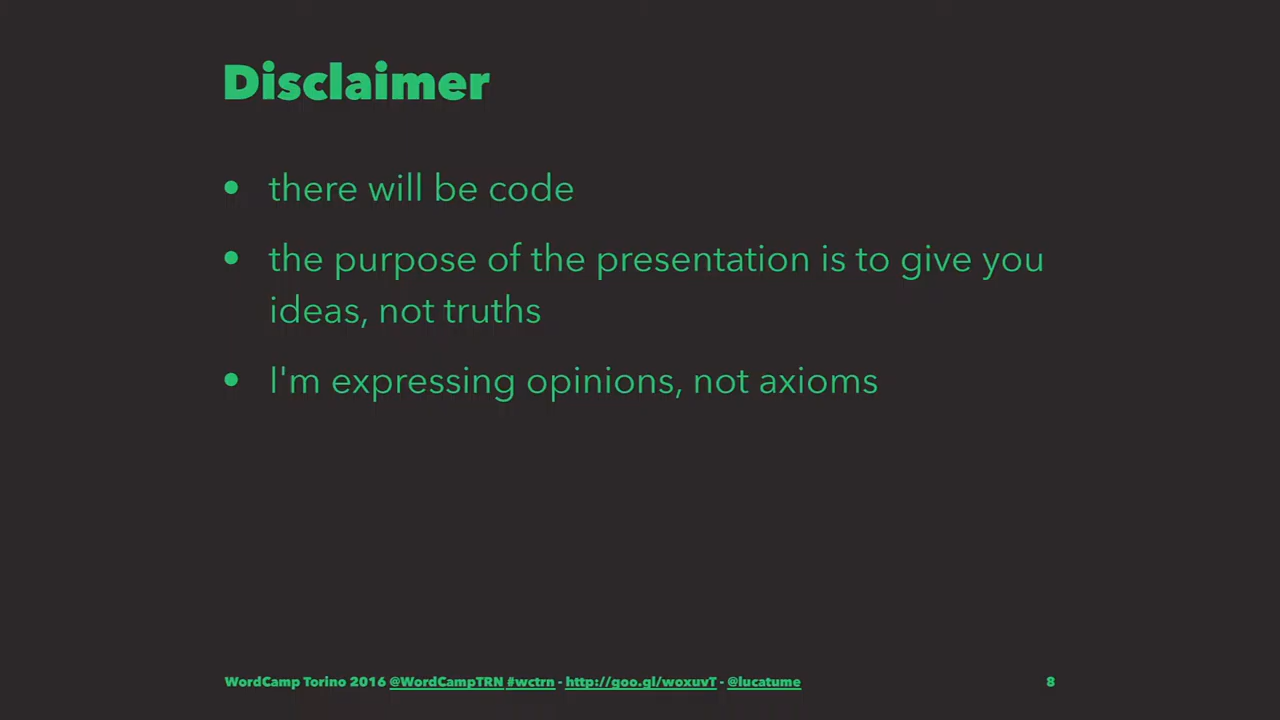 Disclaimer
• there will be code
• the purpose of the presentation is to give you
ideas, not truths
• I'm expressing opinions, not axioms
WordCamp Torino 2016 @WordCampTRN #wctrn - http://goo.gl/woxuvT - @lucatume 8